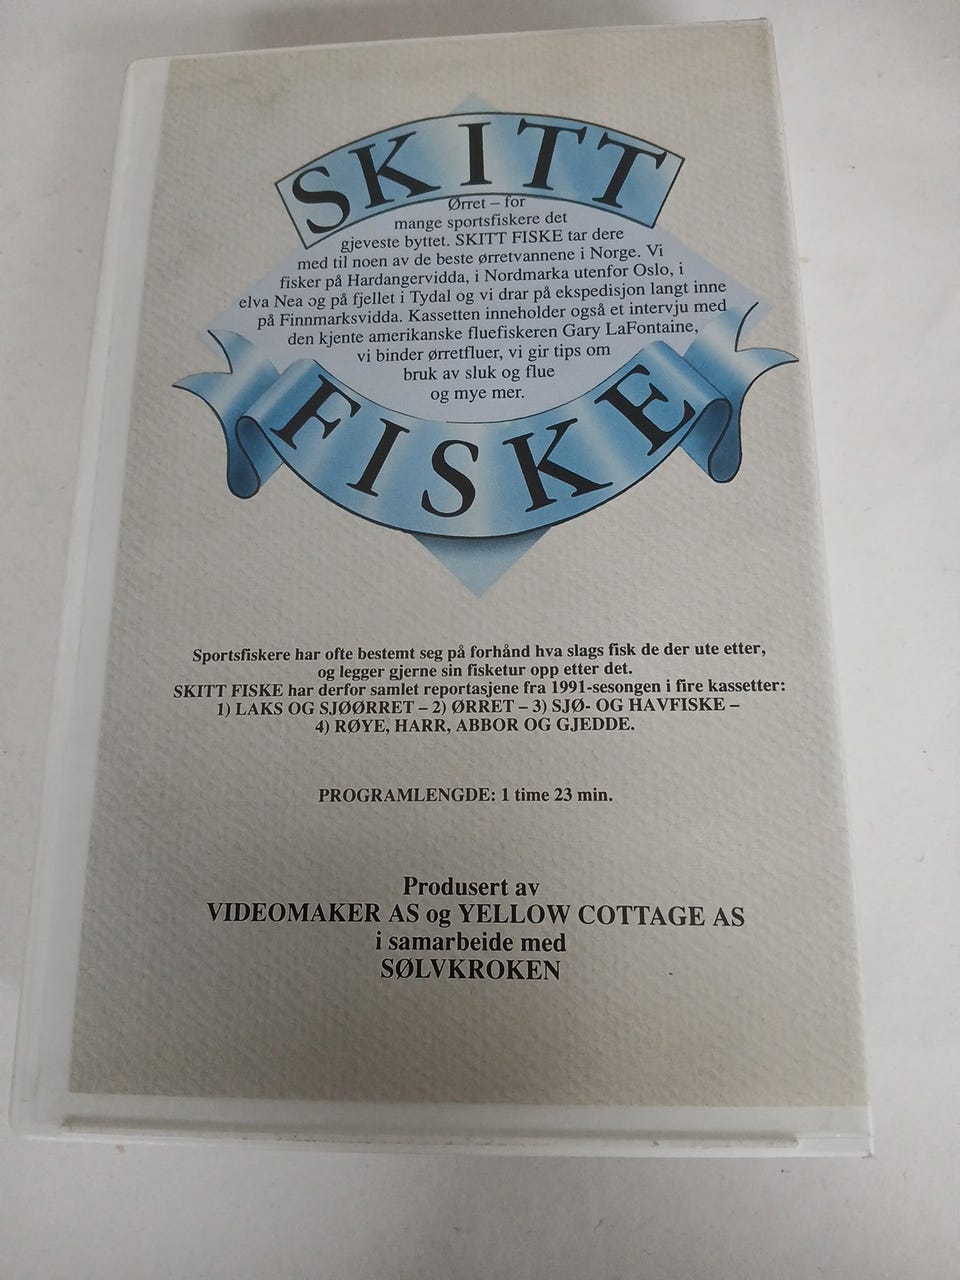 SKITT
Ørret – for
mange sportsfiskere det
gjeveste byttet. SKITT FISKE tar dere
med til noen av de beste ørretvannene i Norge. Vi
fisker på Hardangervidda, i Nordmarka utenfor Oslo, i
elva Nea og på fjellet i Tydal og vi drar på ekspedisjon langt inne
på Finnmarksvidda. Kassetten inneholder også et intervju med
den kjente amerikanske fluefiskeren Gary LaFontaine,
vi binder ørretfluer, vi gir tips om
bruk av sluk og flue
og mye mer.
FISKE
Sportsfiskere har ofte bestemt seg på forhånd hva slags fisk de der ute etter,
og legger gjerne sin fisketur opp etter det.
SKITT FISKE har derfor samlet reportasjene fra 1991-sesongen i fire kassetter:
1) LAKS OG SJØØRRET – 2) ØRRET – 3) SJØ- OG HAVFISKE –
4) RØYE, HARR, ABBOR OG GJEDDE.
PROGRAMLENGDE: 1 time 23 min.
Produsert av
VIDEOMAKER AS og YELLOW COTTAGE AS
i samarbeide med
SØLVKROKEN